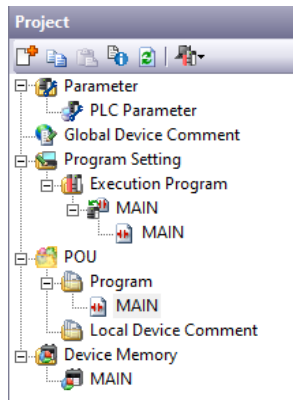 Project
Parameter
PLC Parameter
Global Device Comment
Program Setting
Execution Program
MAIN
MAIN
POU
Program
MAIN
Local Device Comment
Device Memory
MAIN